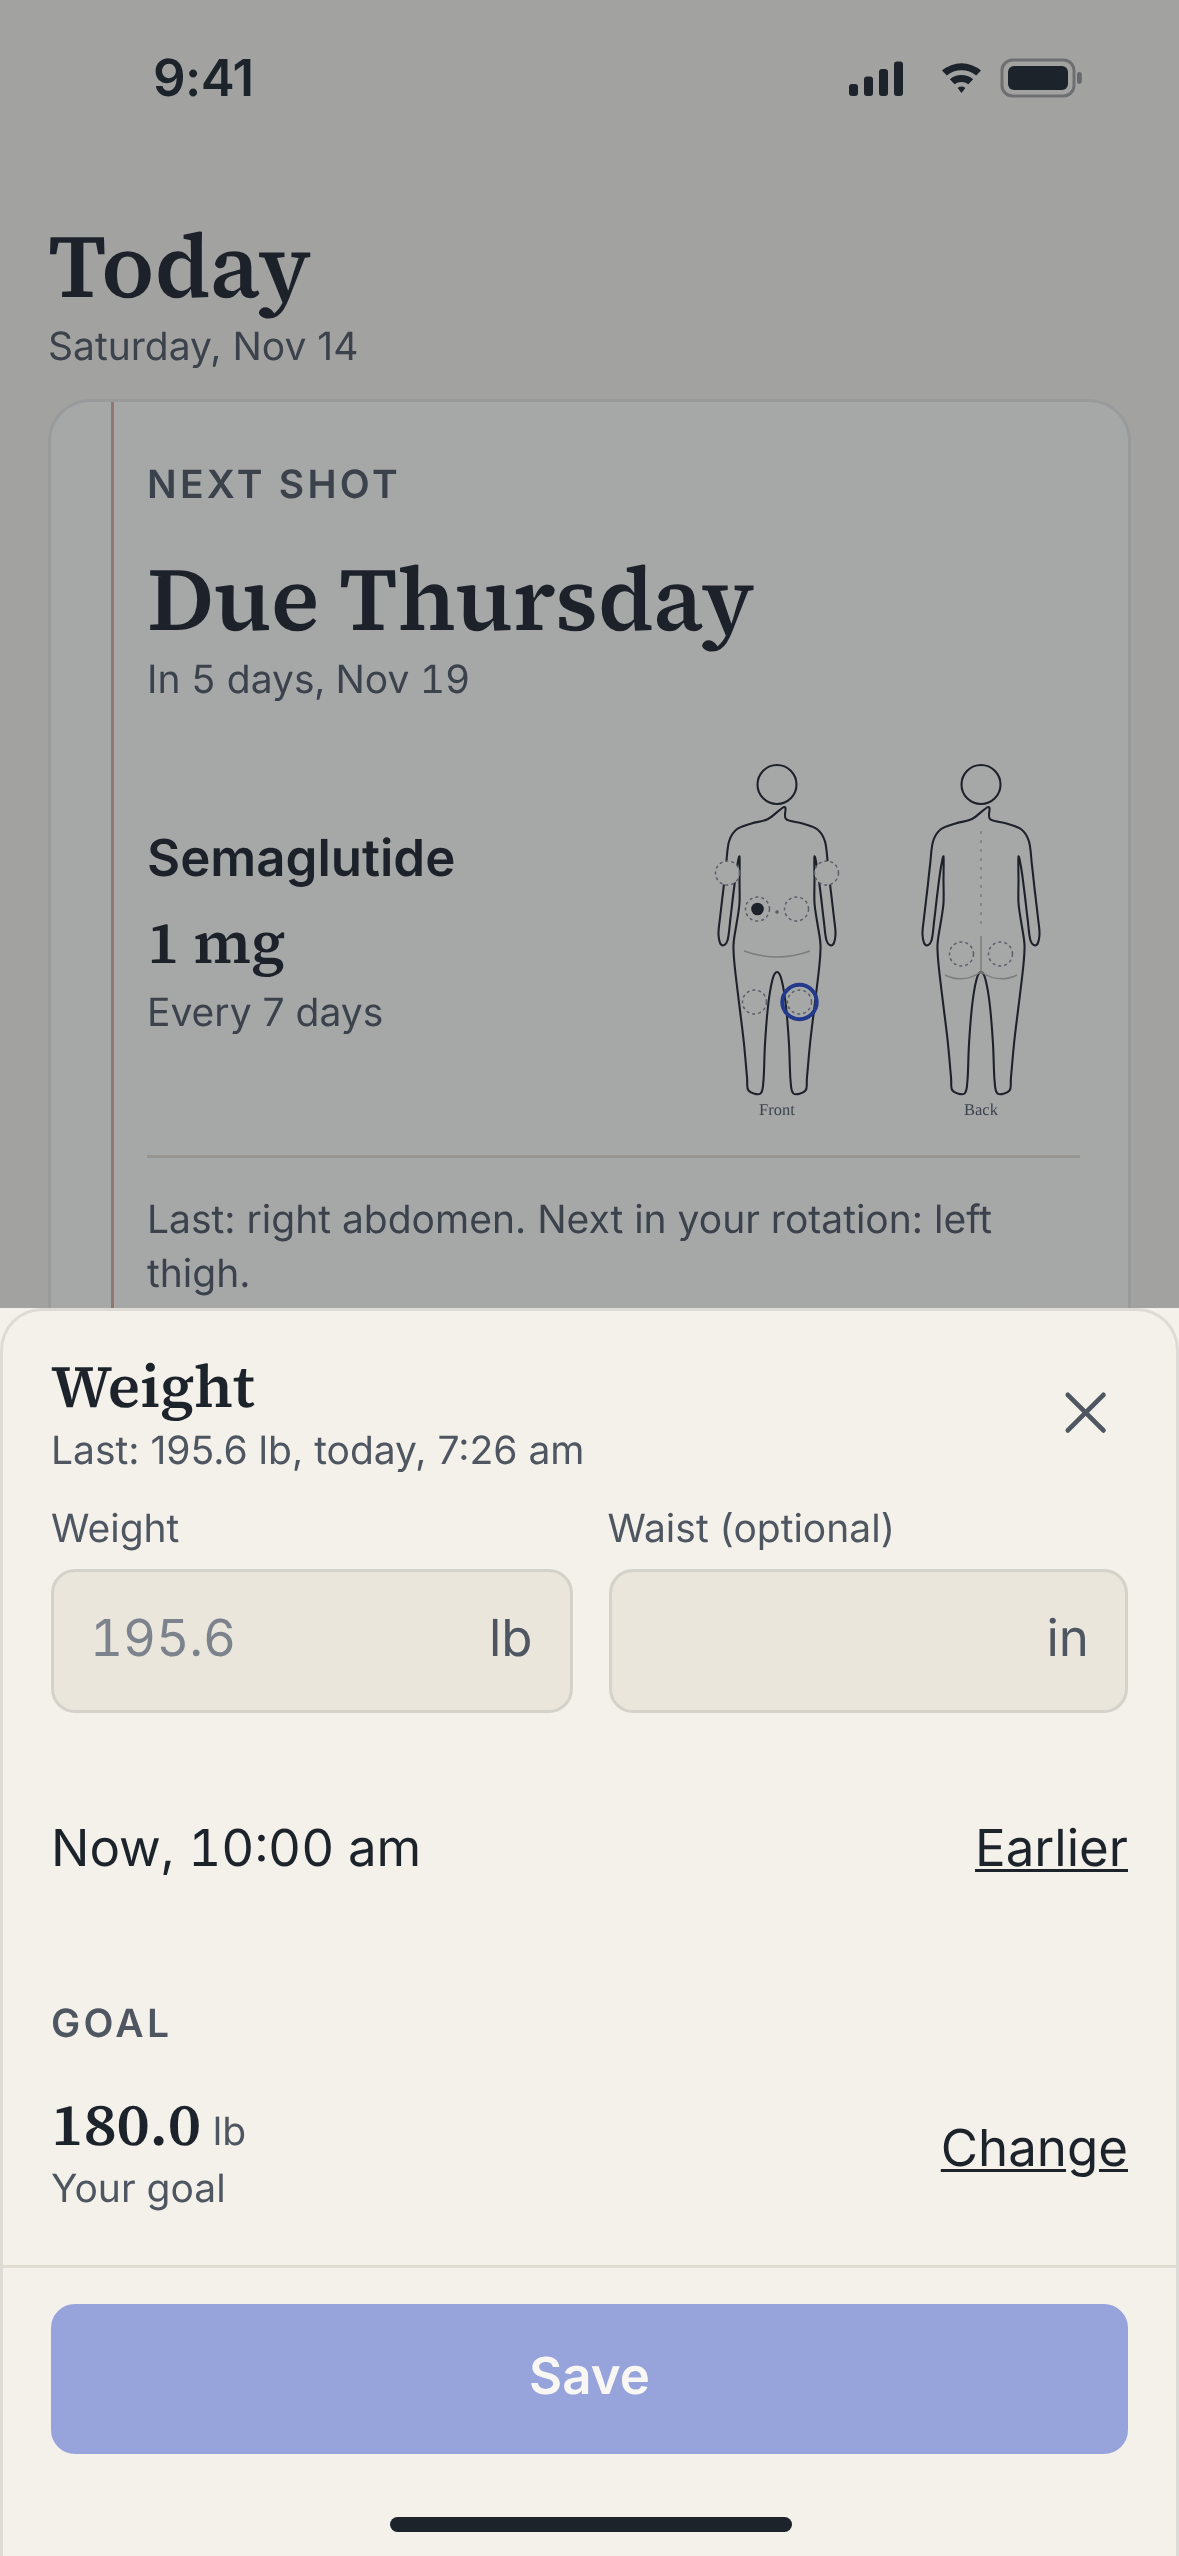 9:41
Today
Saturday, Nov 14
NEXT SHOT
Due Thursday
In 5 days, Nov 19
Semaglutide
1 mg
Every 7 days
Front
Back
Last: right abdomen. Next in your rotation: left
thigh.
Weight
Last: 195.6 lb, today, 7:26 am
Weight
Waist (optional)
195.6 lb
in
Now, 10:00 am
Earlier
GOAL
180.0 lb
Your goal
Change
Save